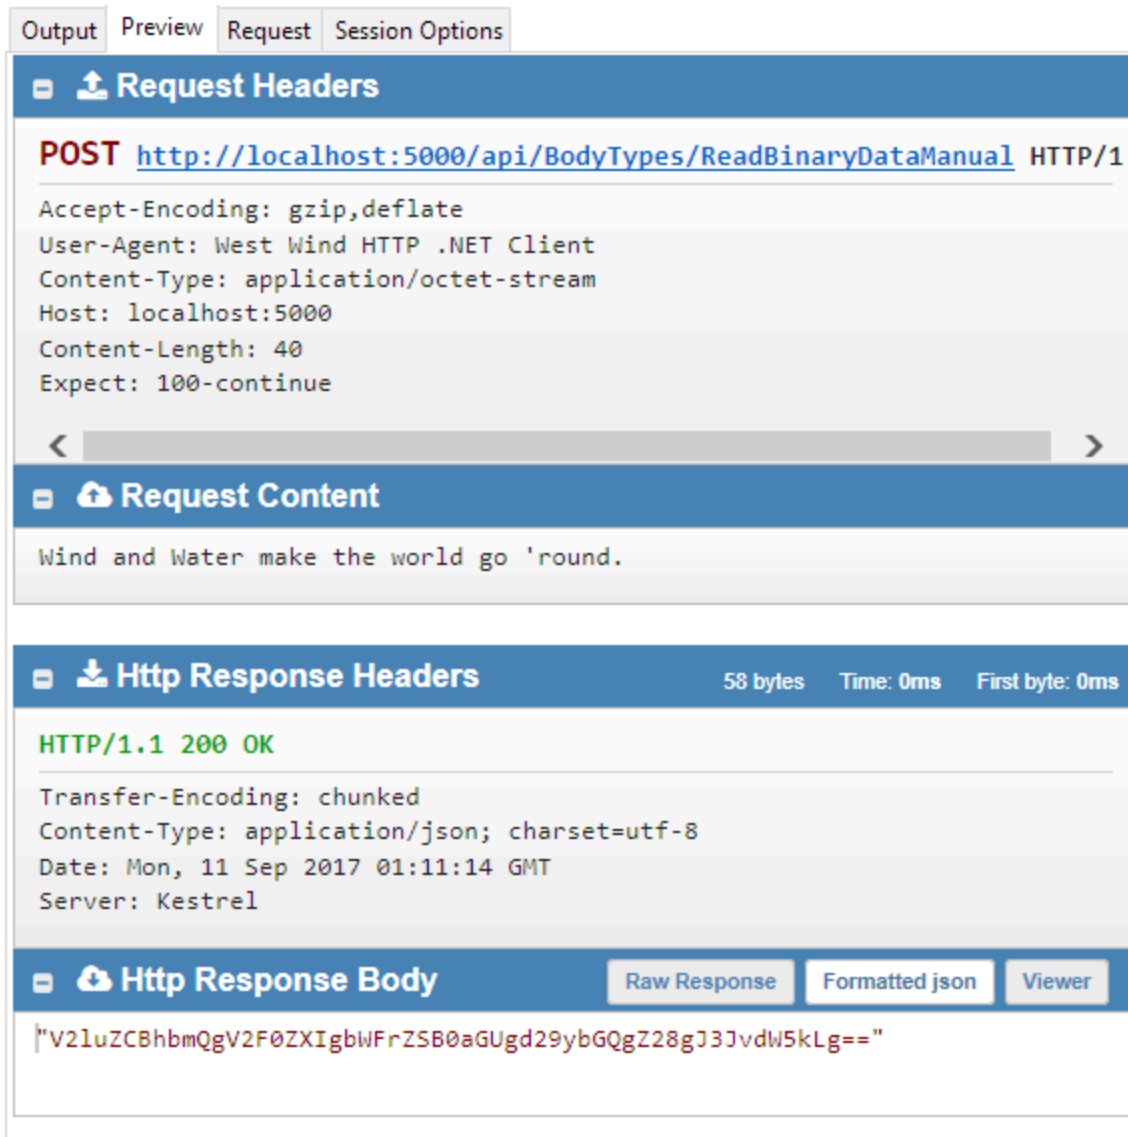 Output Preview Request Session Options
Request Headers
POST http://localhost:5000/api/BodyTypes/ReadBinaryDataManual HTTP/1
Accept-Encoding: gzip,deflate
User-Agent: West Wind HTTP .NET Client
Content-Type: application/octet-stream
Host: localhost:5000
Content-Length: 40
Expect: 100-continue
Request Content
Wind and Water make the world go 'round.
Http Response Headers 58 bytes Time: 0ms First byte: 0ms
HTTP/1.1 200 OK
Transfer-Encoding: chunked
Content-Type: application/json; charset=utf-8
Date: Mon, 11 Sep 2017 01:11:14 GMT
Server: Kestrel
Http Response Body Raw Response Formatted json Viewer
"V2luZCBhbmQgV2F0ZXIgbWFrZSB0aGUgd29ybGQgZ28gJ3JvdW5kLg=="